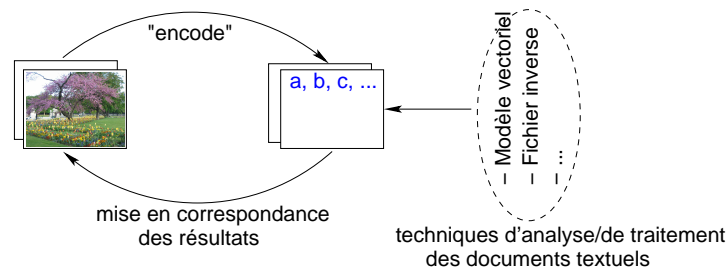 "encode"
a, b, c, ...
– Modèle vectoriel
– Fichier inverse
– ...
mise en correspondance
des résultats
techniques d'analyse/de traitement
des documents textuels